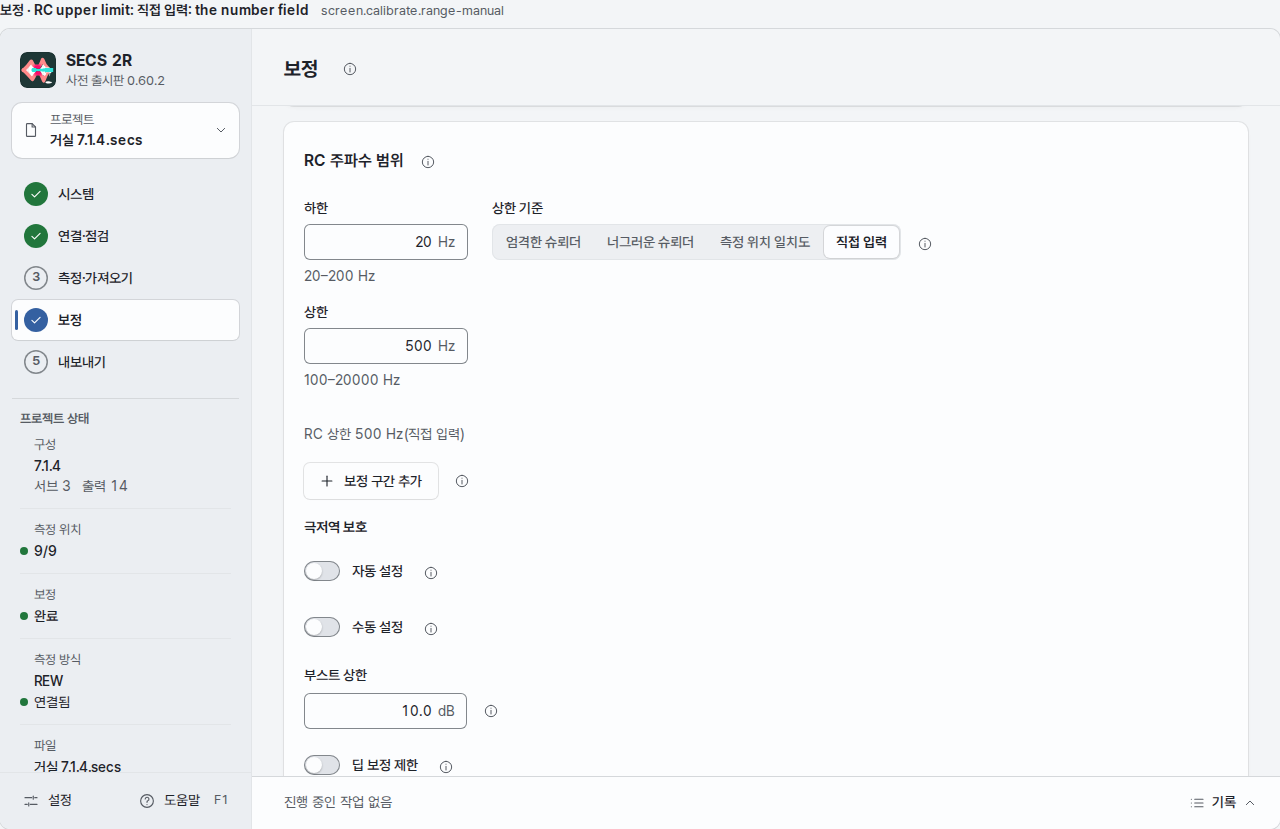 보정 · RC upper limit: 직접 입력: the number field screen.calibrate.range-manual
SECS 2R
사전 출시판 0.60.2
프로젝트
거실 7.1.4.secs
시스템
연결·점검
3 측정·가져오기
보정
5 내보내기
프로젝트 상태
구성
7.1.4
서브 3 출력 14
측정 위치
9/9
보정
완료
측정 방식
REW
연결됨
파일
거실 7.1.4.secs
설정
도움말 F1
보정
RC 주파수 범위
하한
20 Hz
20–200 Hz
상한 기준
엄격한 슈뢰더 너그러운 슈뢰더 측정 위치 일치도 직접 입력
상한
500 Hz
100–20000 Hz
RC 상한 500 Hz(직접 입력)
보정 구간 추가
극저역 보호
자동 설정
수동 설정
부스트 상한
10.0 dB
딥 보정 제한
진행 중인 작업 없음
기록